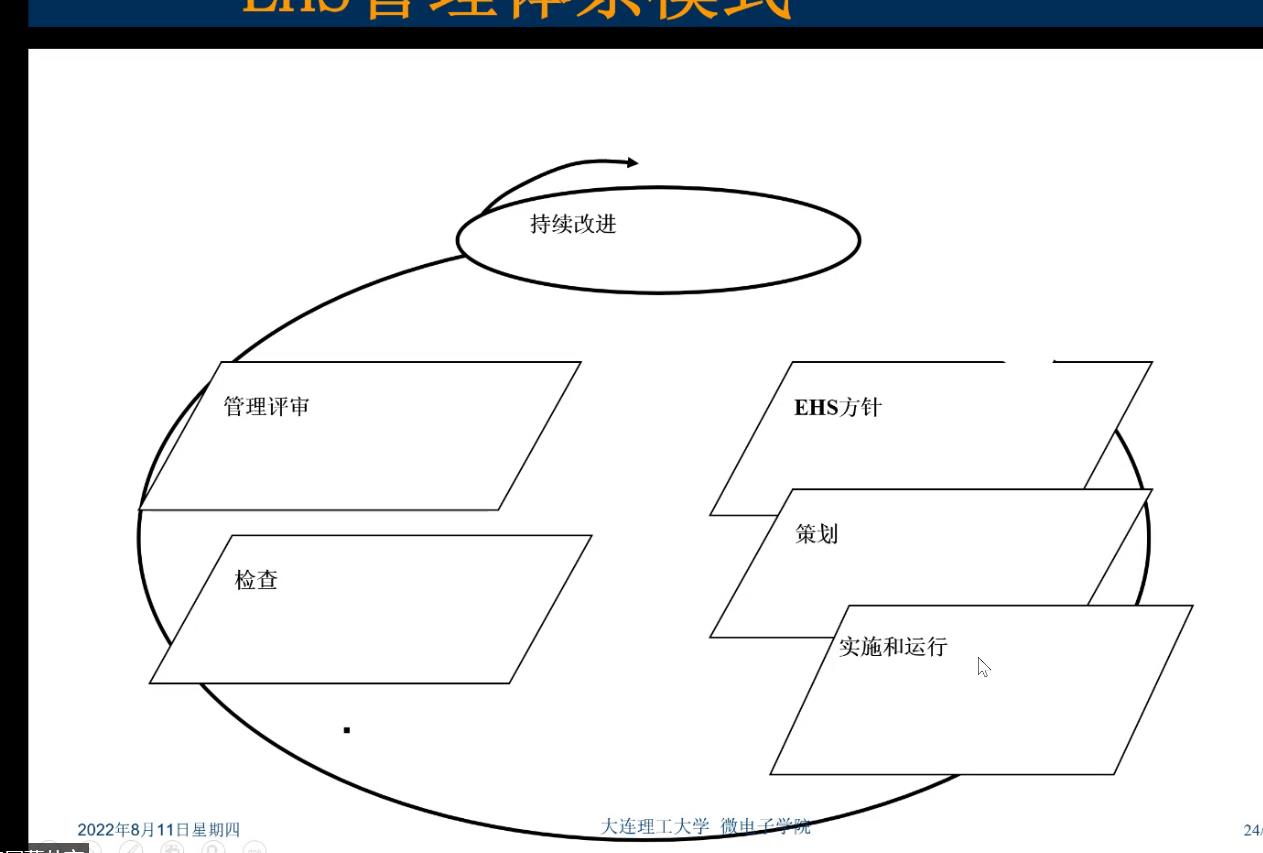 EHS管理体系模式
持续改进
管理评审
EHS方针
检查
策划
实施和运行
2022年8月11日星期四
大连理工大学 微电子学院
24/